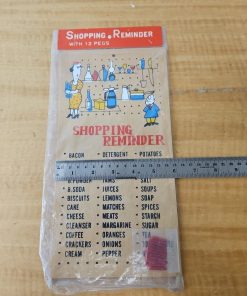 SHOPPING REMINDER
WITH 12 PEGS
SHOPPING
REMINDER
BACON DETERGENT POTATOES
B.POWDER JAMS SALT
B.SODA JUICES SOUPS
BISCUITS LEMONS SOAP
CAKE MATCHES SPICES
CHEESE MEATS STARCH
CLEANSER MARGARINE SUGAR
COFFEE ORANGES TEA
CRACKERS ONIONS
CREAM PEPPER